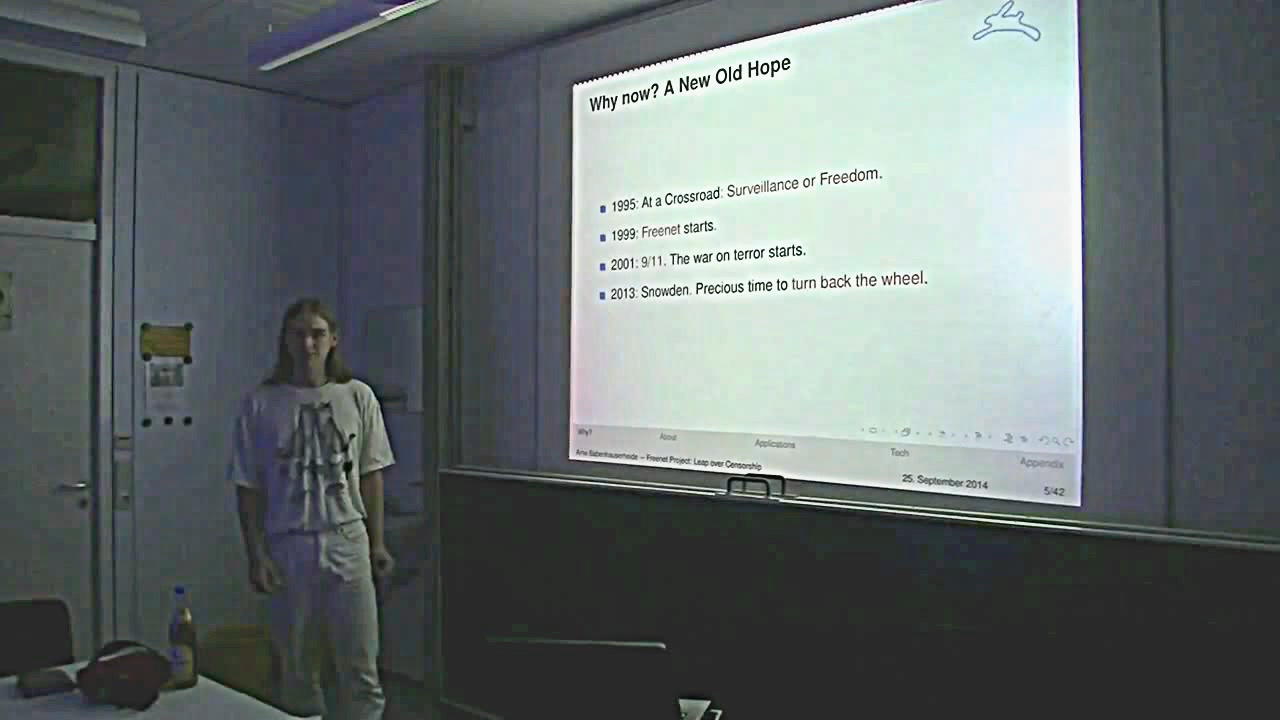 Why now? A New Old Hope
1995: At a Crossroad: Surveillance or Freedom.
1999: Freenet starts.
2001: 9/11. The war on terror starts.
2013: Snowden. Precious time to turn back the wheel.
Why? About Applications Tech Appendix
Arne Babenhauserheide — Freenet Project: Leap over Censorship 25. September 2014 5/42